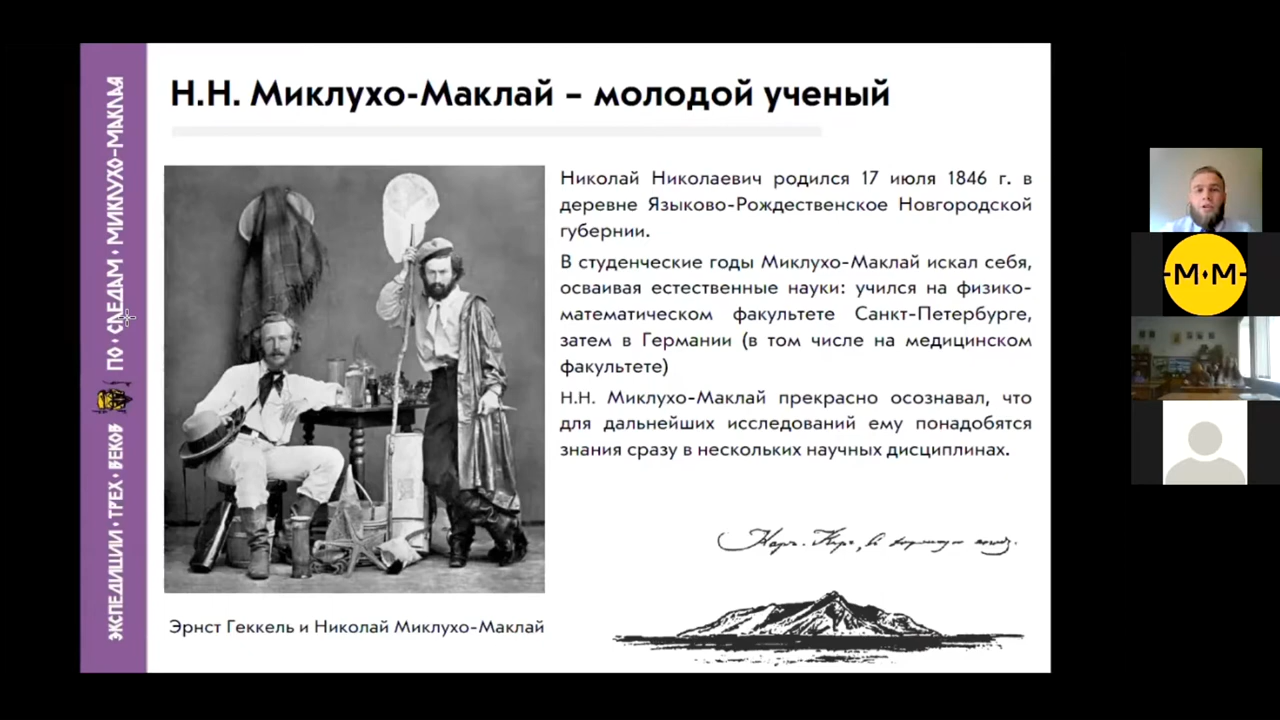 Н.Н. Миклухо-Маклай – молодой ученый
ЭКСПЕДИЦИИ • ТРЕХ • ВЕКОВ ПО • СЛЕДАМ • МИКЛУХО-МАКЛАЯ
Николай Николаевич родился 17 июля 1846 г. в
деревне Языково-Рождественское Новгородской
губернии.
В студенческие годы Миклухо-Маклай искал себя,
осваивая естественные науки: учился на физико-
математическом факультете Санкт-Петербурге,
затем в Германии (в том числе на медицинском
факультете)
Н.Н. Миклухо-Маклай прекрасно осознавал, что
для дальнейших исследований ему понадобятся
знания сразу в нескольких научных дисциплинах.
Эрнст Геккель и Николай Миклухо-Маклай
-М•М-